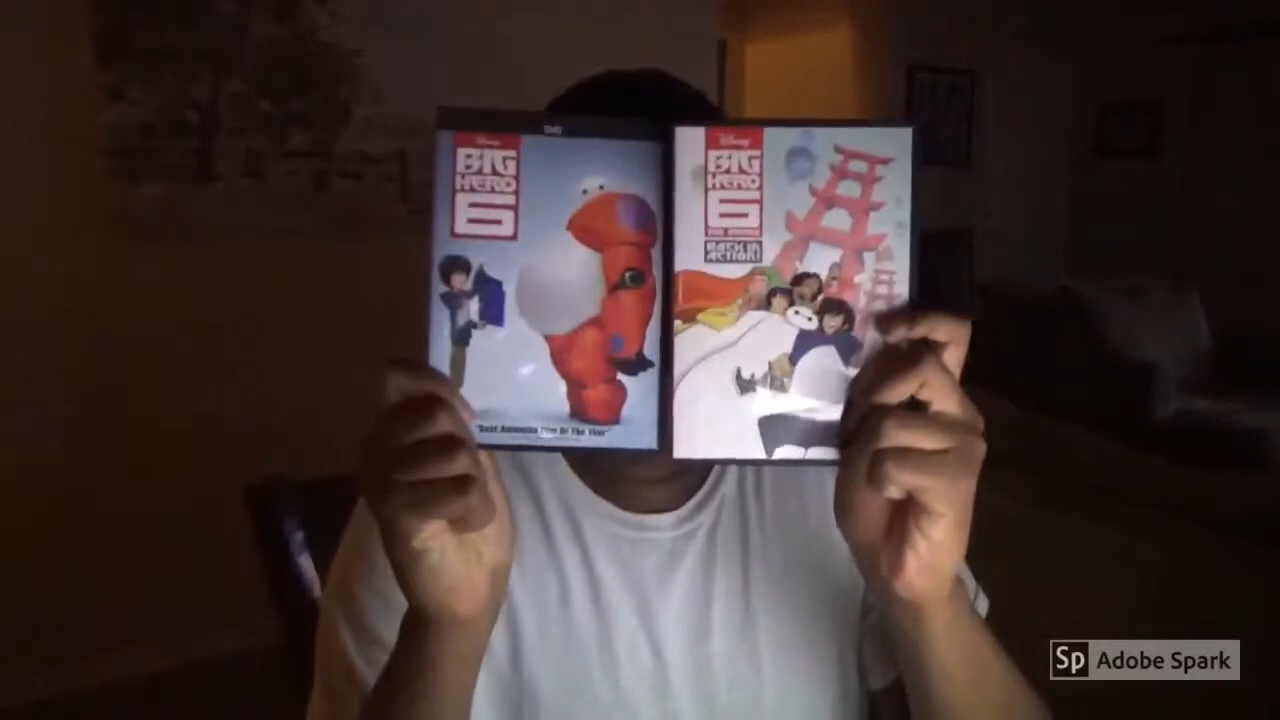 DVD
Disney
BIG
HERO
6
"Best Animated Film Of The Year"
Disney
BIG
HERO
6
THE SERIES
BACK IN
ACTION!
Sp Adobe Spark